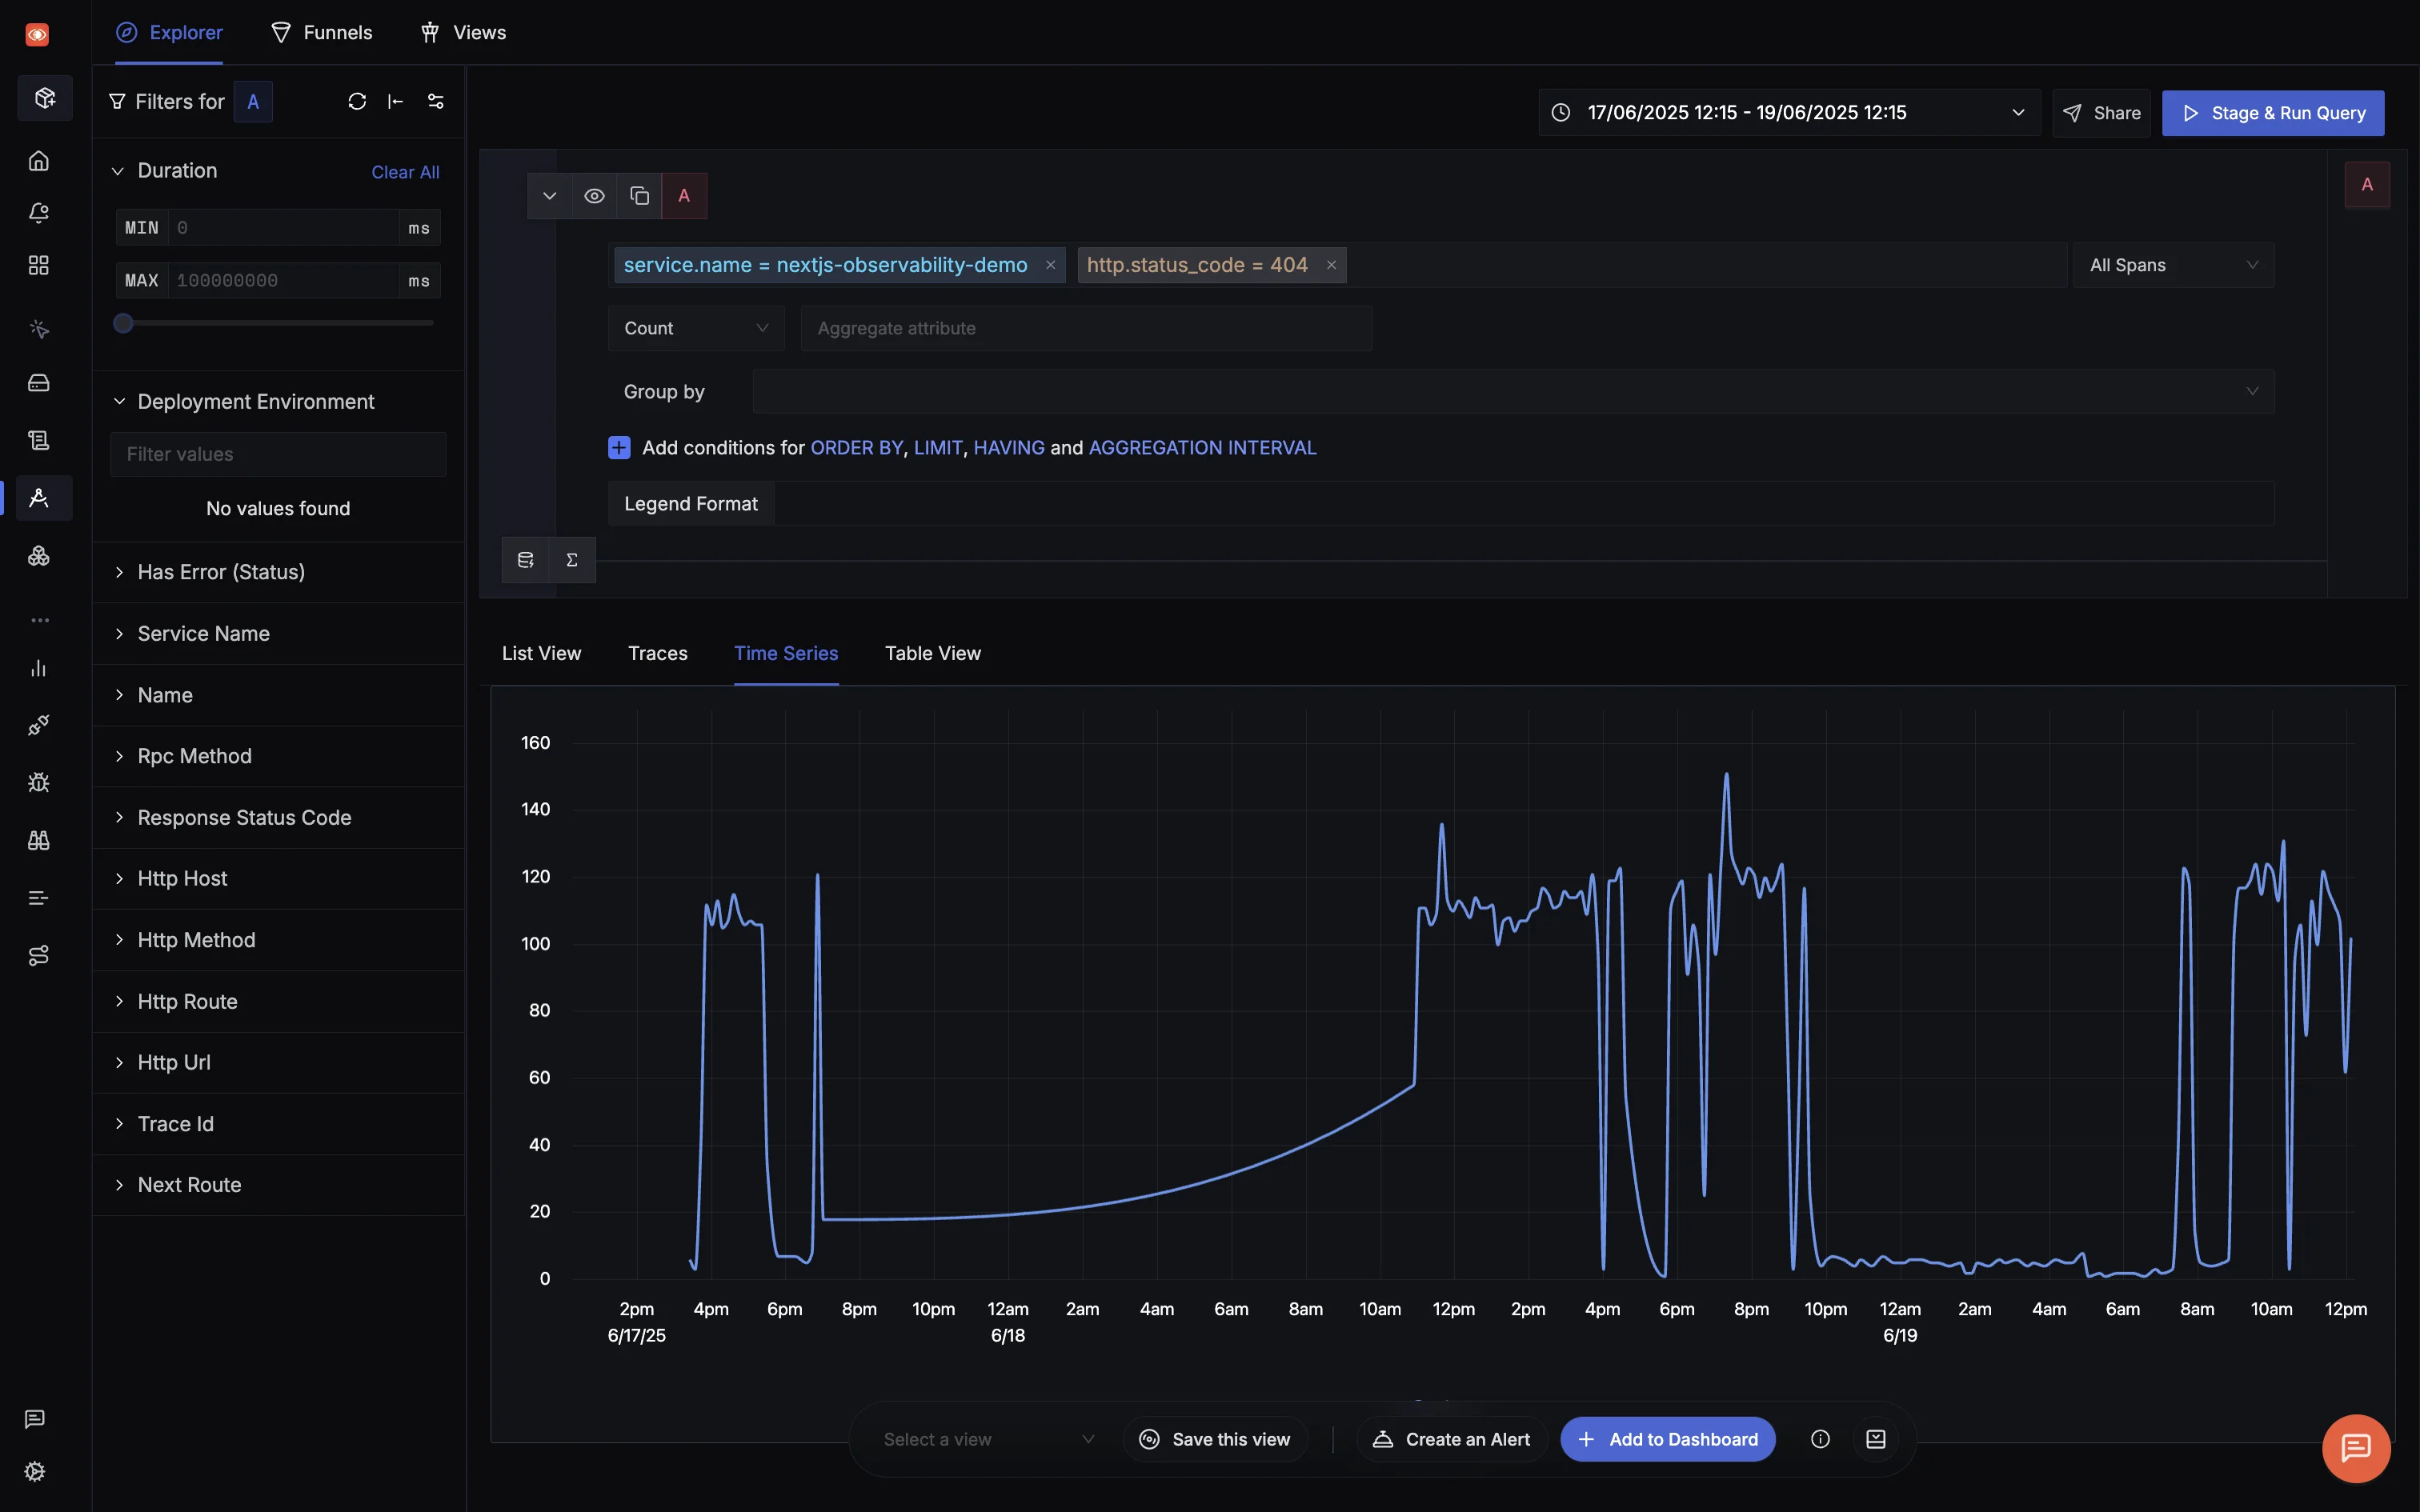 Explorer Funnels Views
Filters for A
17/06/2025 12:15 - 19/06/2025 12:15 Share Stage & Run Query
Duration Clear All
MIN 0 ms
MAX 100000000 ms
Deployment Environment
Filter values
No values found
Has Error (Status)
Service Name
Name
Rpc Method
Response Status Code
Http Host
Http Method
Http Route
Http Url
Trace Id
Next Route
A A
service.name = nextjs-observability-demo × http.status_code = 404 × All Spans
Count Aggregate attribute
Group by
Add conditions for ORDER BY, LIMIT, HAVING and AGGREGATION INTERVAL
Legend Format
Σ
List View Traces Time Series Table View
160
140
120
100
80
60
40
20
0
2pm 4pm 6pm 8pm 10pm 12am 2am 4am 6am 8am 10am 12pm 2pm 4pm 6pm 8pm 10pm 12am 2am 4am 6am 8am 10am 12pm
6/17/25 6/18 6/19
Select a view Save this view Create an Alert + Add to Dashboard